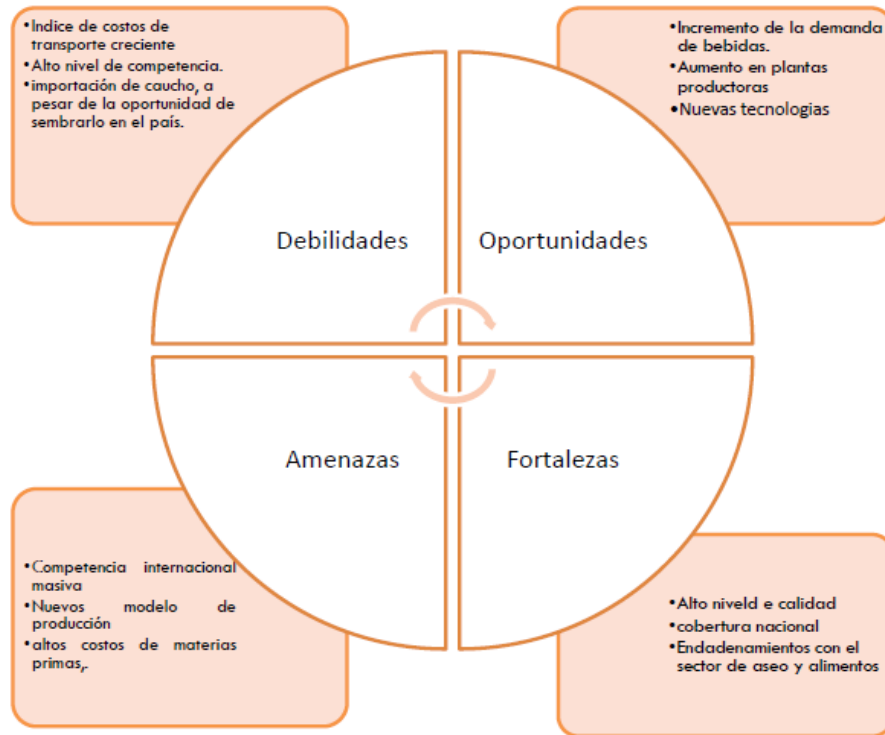 •Indice de costos de
transporte creciente
•Alto nivel de competencia.
•importación de caucho, a
pesar de la oportunidad de
sembrarlo en el país.
•Incremento de la demanda
de bebidas.
•Aumento en plantas
productoras
•Nuevas tecnologias
Debilidades
Oportunidades
Amenazas
Fortalezas
•Competencia internacional
masiva
•Nuevos modelo de
producción
•altos costos de materias
primas,.
•Alto niveld e calidad
•cobertura nacional
•Endadenamientos con el
sector de aseo y alimentos